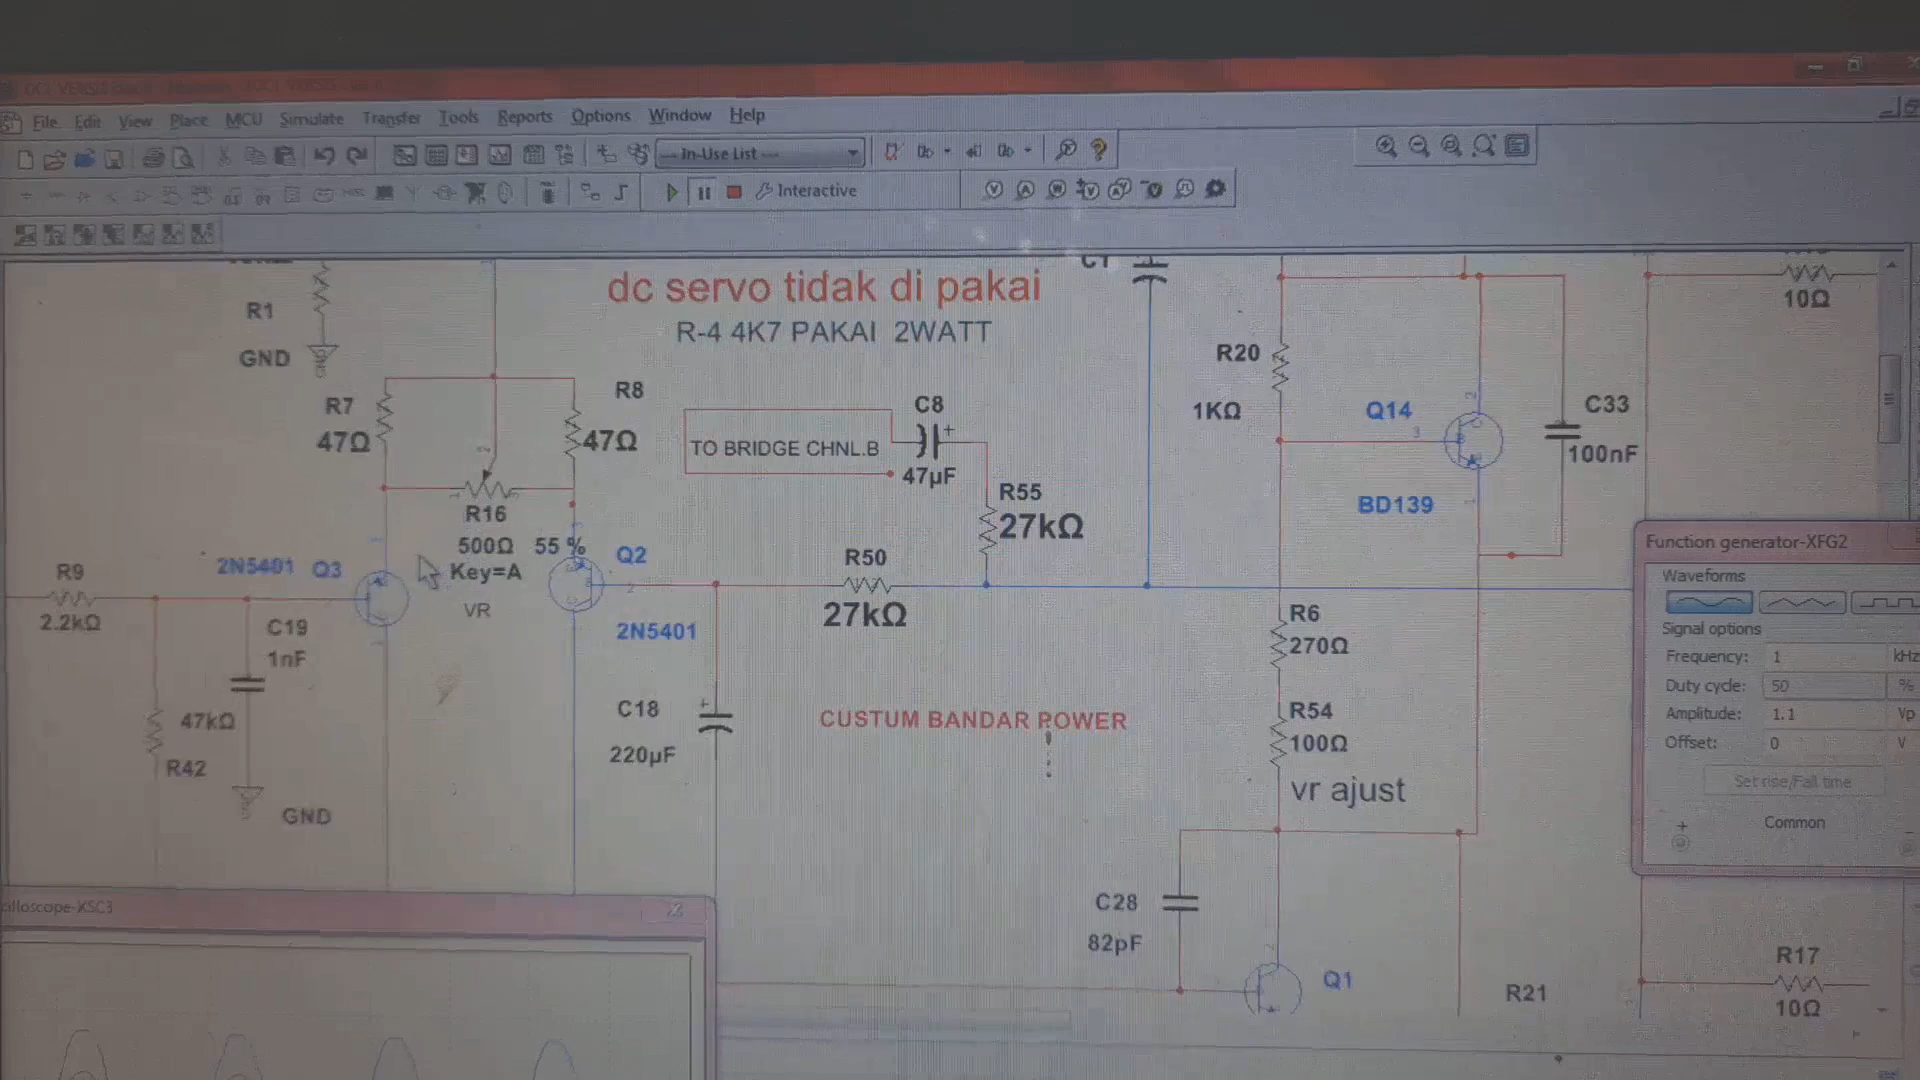 File Edit View Place MCU Simulate Transfer Tools Reports Options Window Help
--- In-Use List ---
Interactive
dc servo tidak di pakai
R-4 4K7 PAKAI 2WATT
R1
GND
10Ω
R7
47Ω
R8
47Ω
TO BRIDGE CHNL.B
C8
+
47µF
R55
27kΩ
R20
1KΩ
Q14
2
3
1
BD139
C33
100nF
R16
500Ω 55 %
Key=A
VR
2N5401 Q3
Q2
2N5401
R9
2.2kΩ
C19
1nF
47kΩ
R42
GND
R50
27kΩ
C18
220µF
CUSTUM BANDAR POWER
R6
270Ω
R54
100Ω
vr ajust
C28
82pF
Q1
R21
R17
10Ω
Function generator-XFG2
Waveforms
Signal options
Frequency: 1 kHz
Duty cycle: 50 %
Amplitude: 1.1 Vp
Offset: 0 V
Set rise/Fall time
+ Common –
cilloscope-XSC3